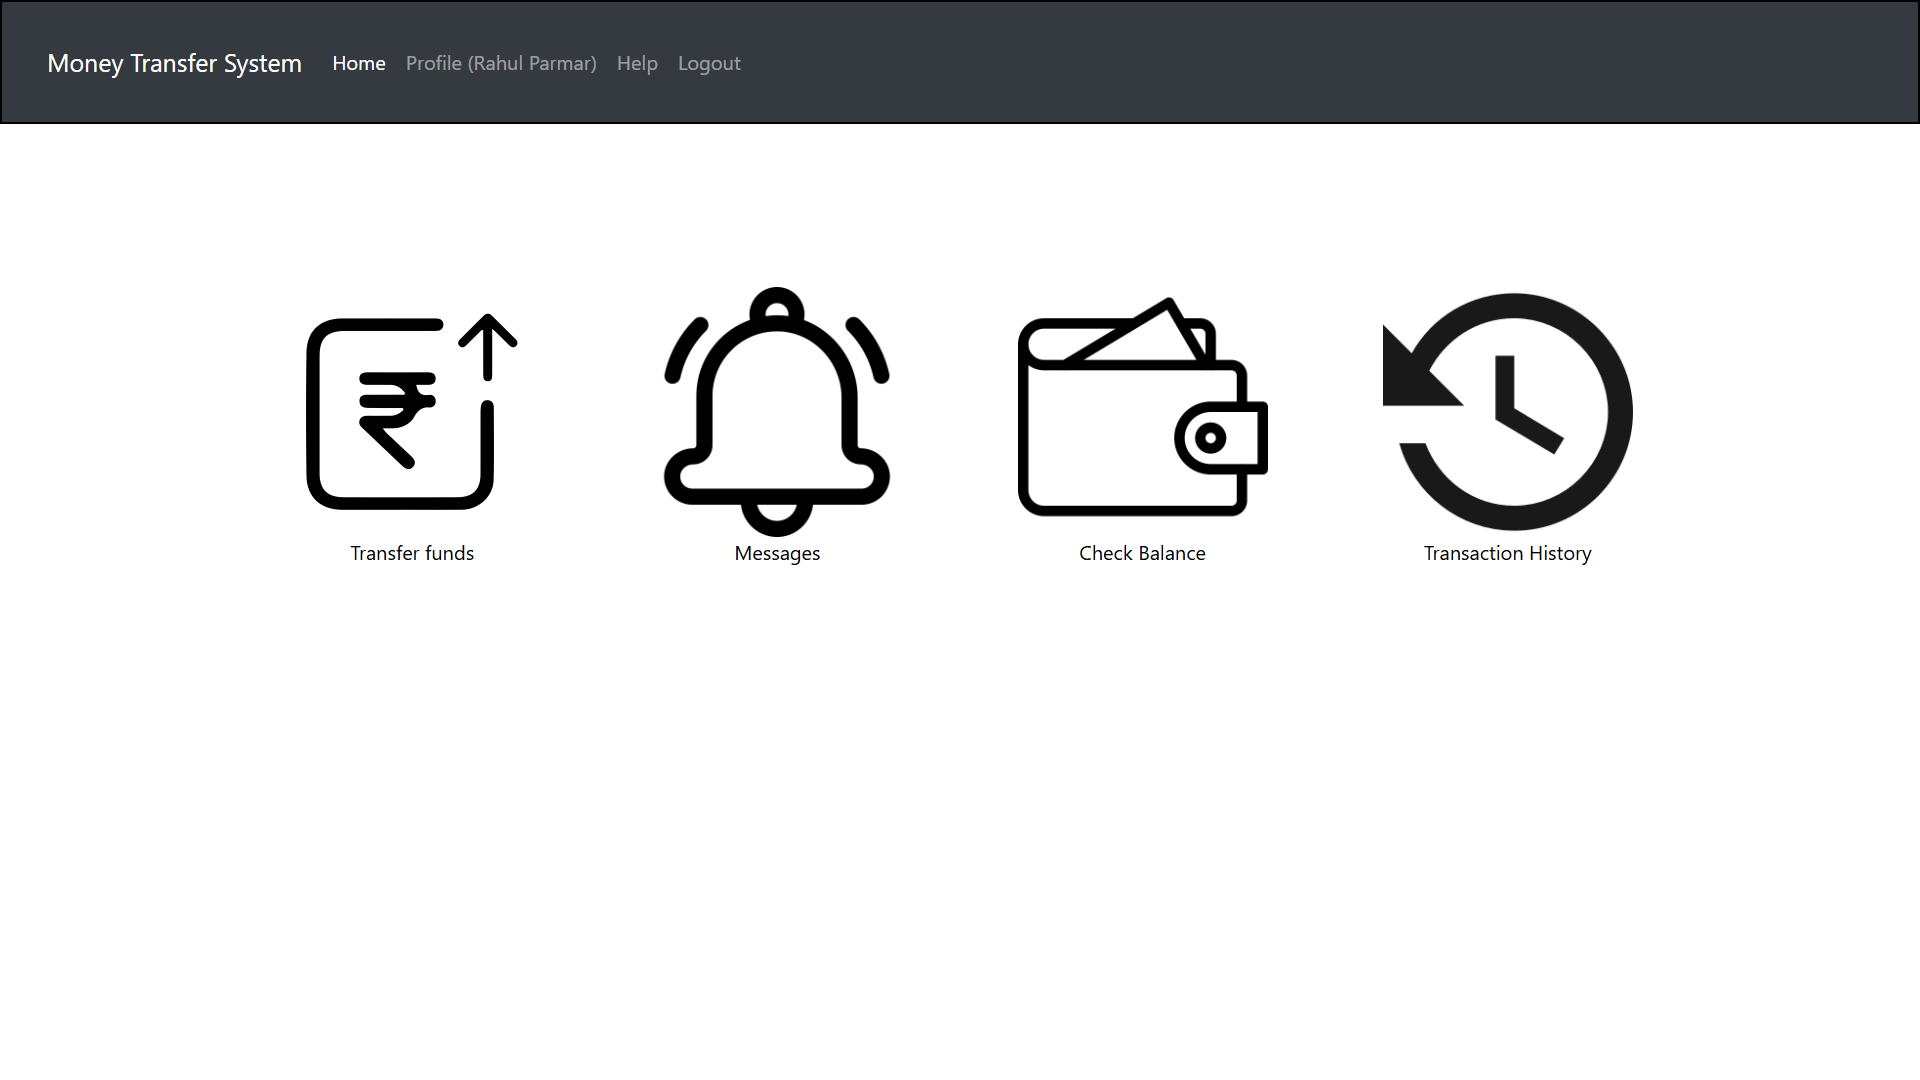 Money Transfer System Home Profile (Rahul Parmar) Help Logout
₹
Transfer funds Messages Check Balance Transaction History